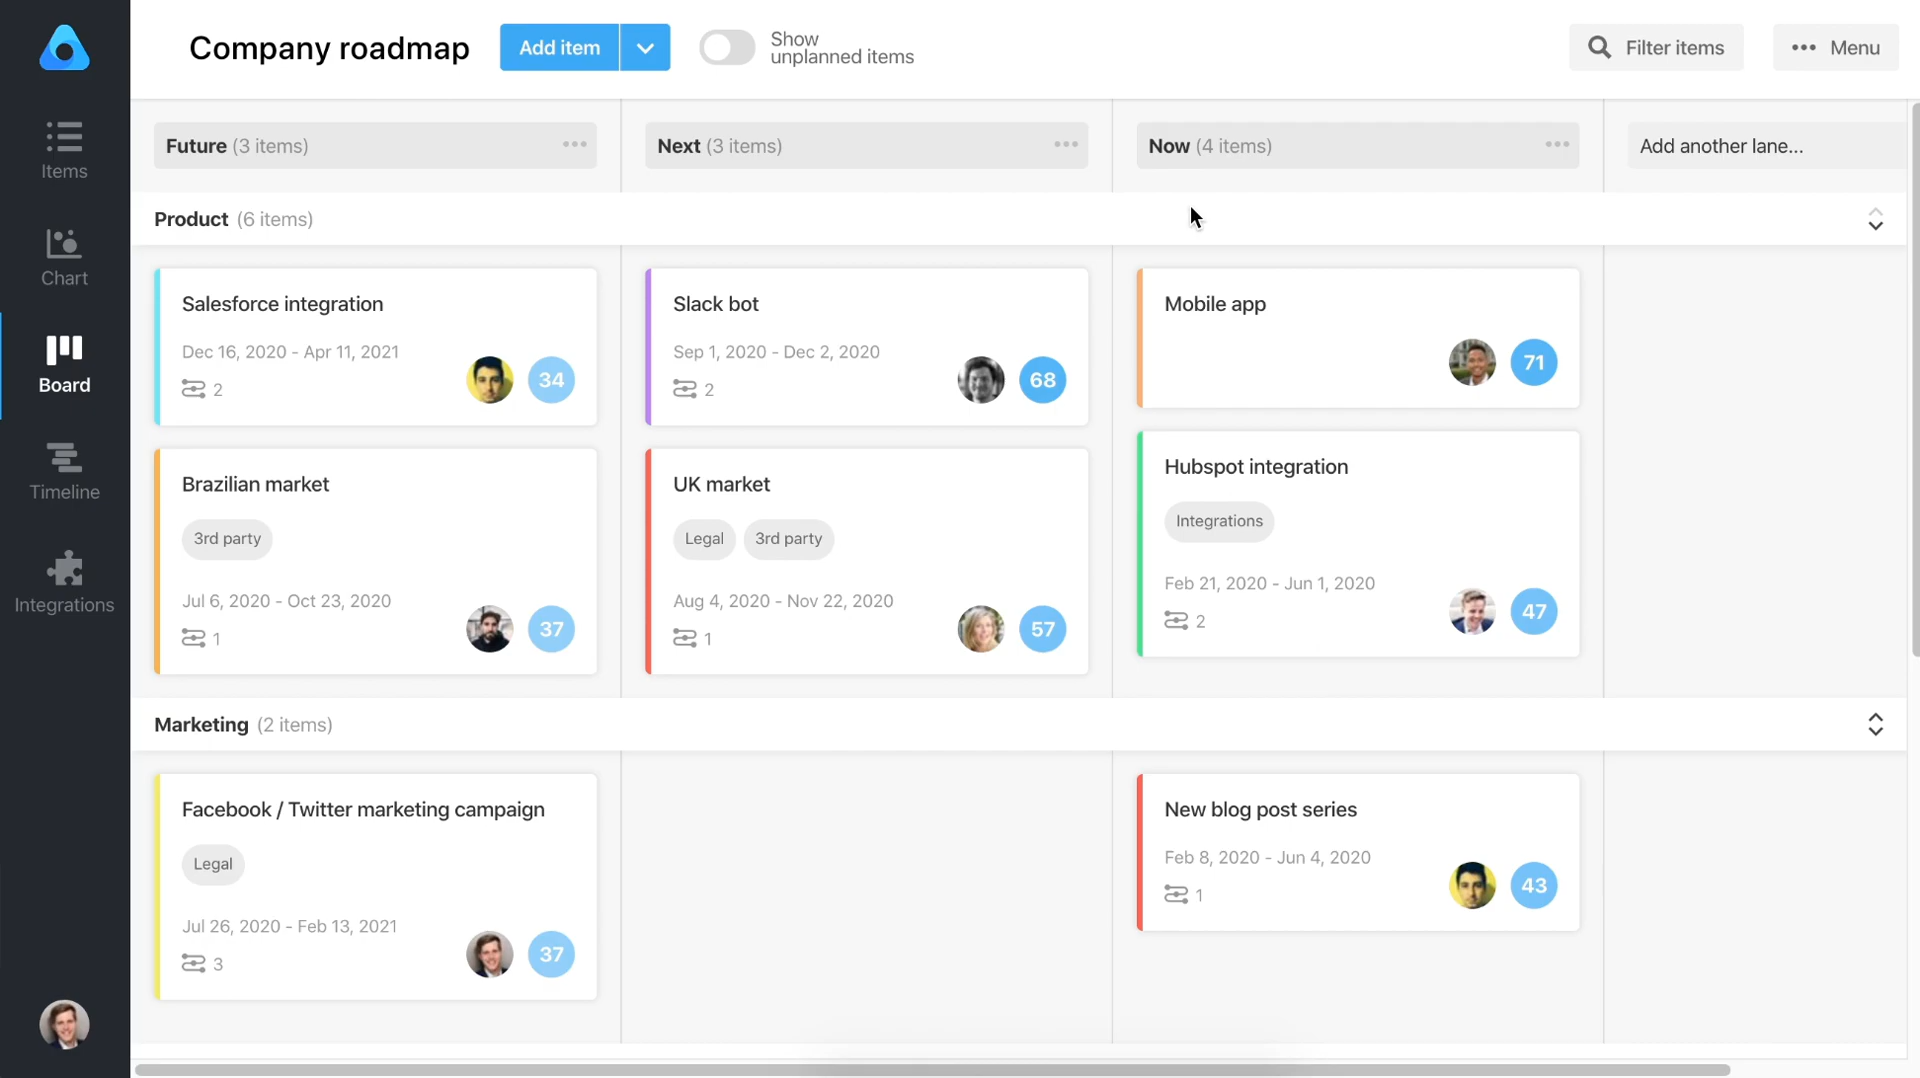 Company roadmap
Add item
Show
unplanned items
Filter items
Menu
Items
Chart
Board
Timeline
Integrations
Future (3 items)
Next (3 items)
Now (4 items)
Add another lane...
Product (6 items)
Salesforce integration
Dec 16, 2020 - Apr 11, 2021
2
34
Slack bot
Sep 1, 2020 - Dec 2, 2020
2
68
Mobile app
71
Brazilian market
3rd party
Jul 6, 2020 - Oct 23, 2020
1
37
UK market
Legal 3rd party
Aug 4, 2020 - Nov 22, 2020
1
57
Hubspot integration
Integrations
Feb 21, 2020 - Jun 1, 2020
2
47
Marketing (2 items)
Facebook / Twitter marketing campaign
Legal
Jul 26, 2020 - Feb 13, 2021
3
37
New blog post series
Feb 8, 2020 - Jun 4, 2020
1
43